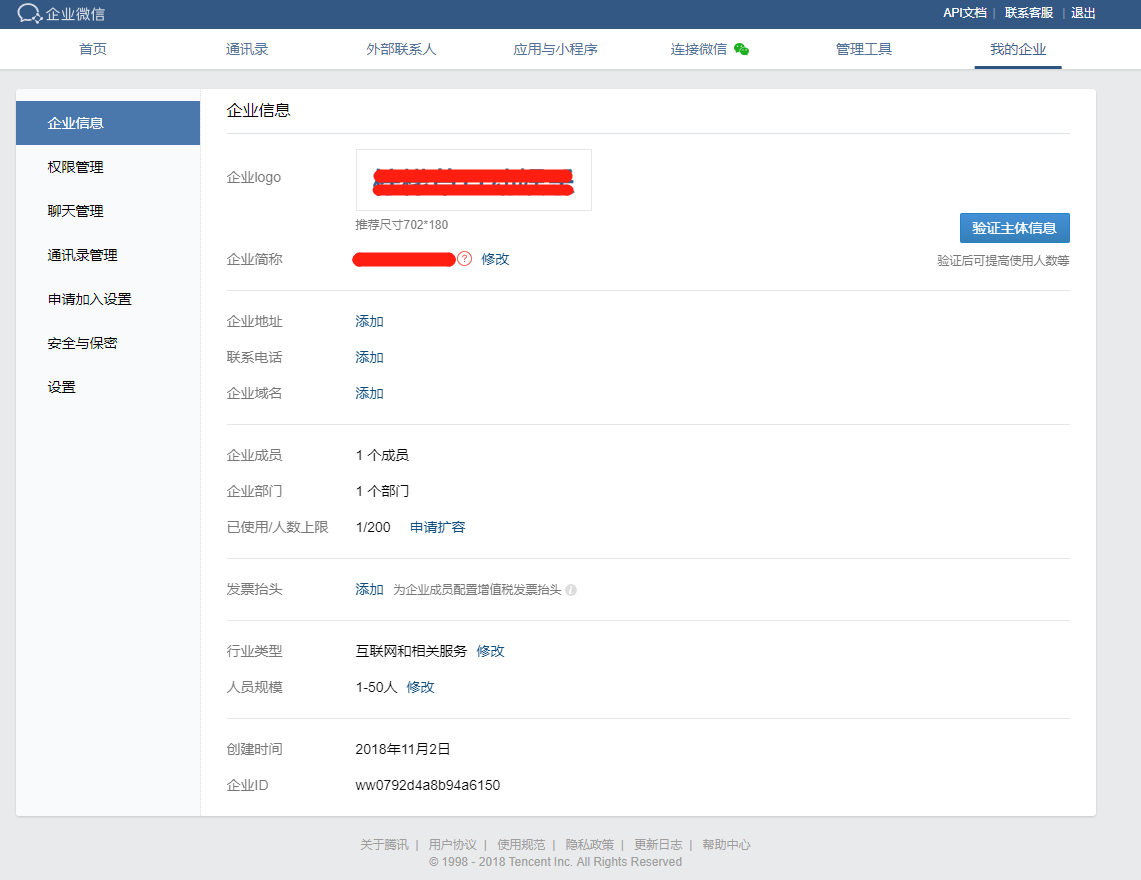 企业微信
API文档 | 联系客服 | 退出
首页 通讯录 外部联系人 应用与小程序 连接微信 管理工具 我的企业
企业信息
权限管理
聊天管理
通讯录管理
申请加入设置
安全与保密
设置
企业信息
企业logo
推荐尺寸702*180
企业简称 ? 修改
验证主体信息
验证后可提高使用人数等
企业地址 添加
联系电话 添加
企业域名 添加
企业成员 1 个成员
企业部门 1 个部门
已使用/人数上限 1/200 申请扩容
发票抬头 添加 为企业成员配置增值税发票抬头 i
行业类型 互联网和相关服务 修改
人员规模 1-50人 修改
创建时间 2018年11月2日
企业ID ww0792d4a8b94a6150
关于腾讯 | 用户协议 | 使用规范 | 隐私政策 | 更新日志 | 帮助中心
© 1998 - 2018 Tencent Inc. All Rights Reserved